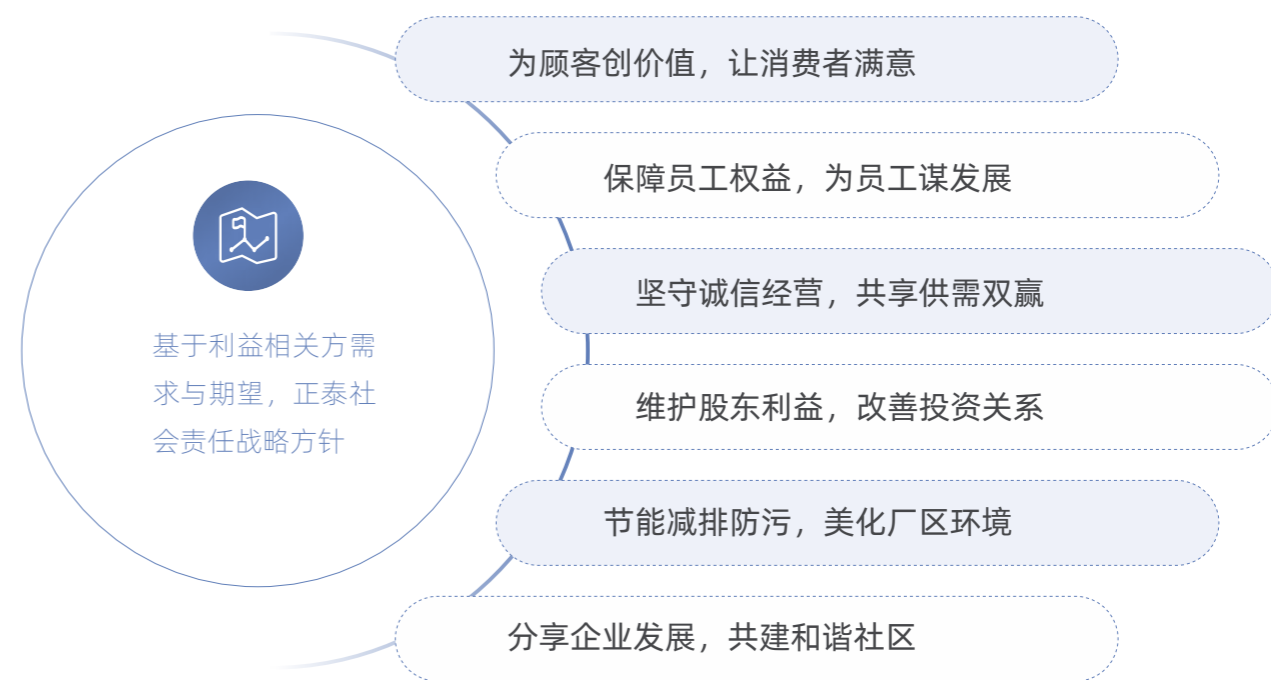 基于利益相关方需
求与期望，正泰社
会责任战略方针
为顾客创价值，让消费者满意
保障员工权益，为员工谋发展
坚守诚信经营，共享供需双赢
维护股东利益，改善投资关系
节能减排防污，美化厂区环境
分享企业发展，共建和谐社区